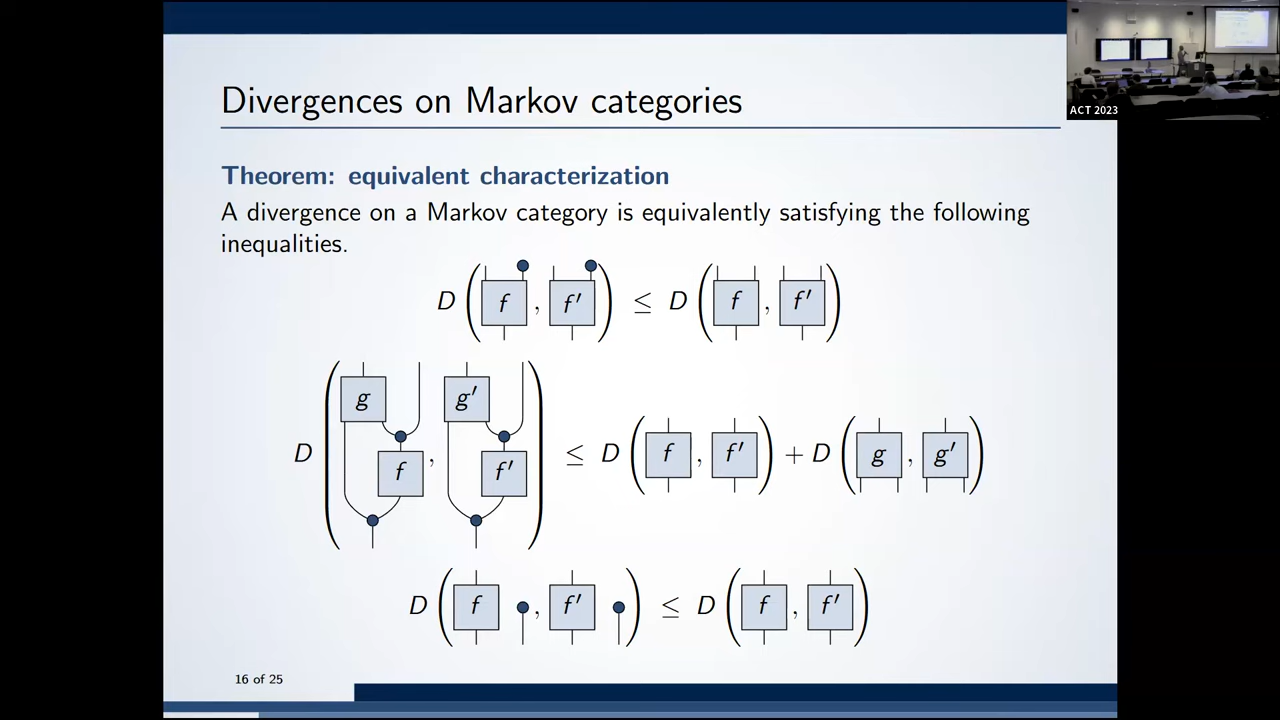 Divergences on Markov categories
ACT 2023
Theorem: equivalent characterization
A divergence on a Markov category is equivalently satisfying the following
inequalities.
D ( f , f′ ) ≤ D ( f , f′ )
D ( g f , g′ f′ ) ≤ D ( f , f′ ) + D ( g , g′ )
D ( f , f′ ) ≤ D ( f , f′ )
16 of 25